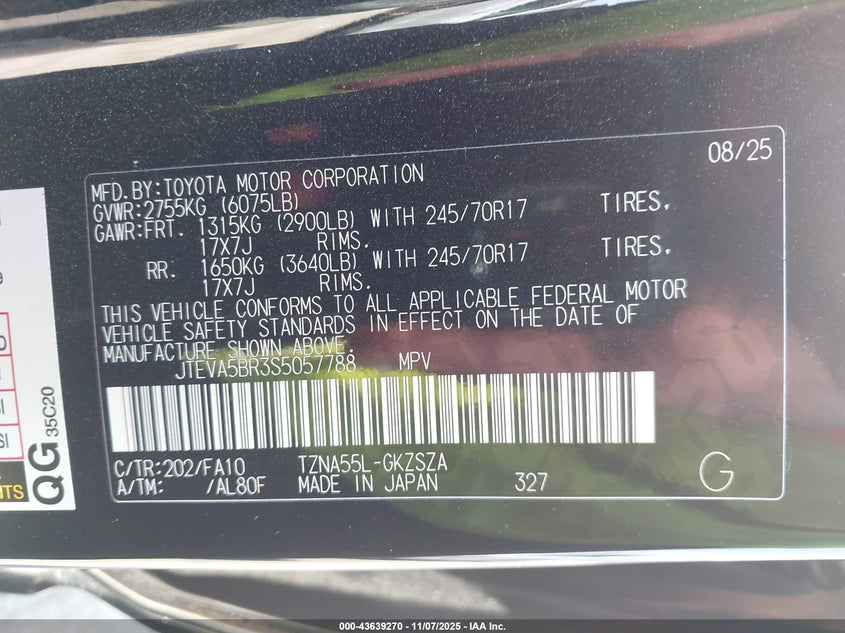 08/25
MFD.BY:TOYOTA MOTOR CORPORATION
GVWR:2755KG (6075LB)
GAWR:FRT. 1315KG (2900LB) WITH 245/70R17 TIRES.
17X7J RIMS.
RR: 1650KG (3640LB) WITH 245/70R17 TIRES.
17X7J RIMS.
THIS VEHICLE CONFORMS TO ALL APPLICABLE FEDERAL MOTOR
VEHICLE SAFETY STANDARDS IN EFFECT ON THE DATE OF
MANUFACTURE SHOWN ABOVE.
JTEVA5BR3S5057788 MPV
C/TR:202/FA10 TZNA55L-GKZSZA
A/TM: /AL80F MADE IN JAPAN 327 G
QG 35C20
NTS
000-43639270 | 11/07/2025 - IAA Inc.